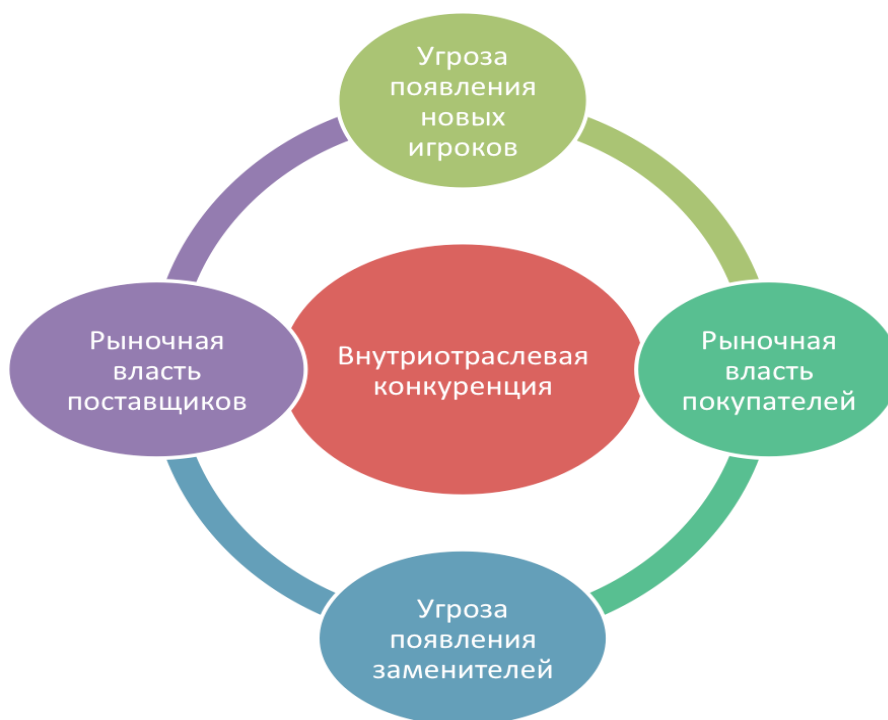 Угроза
появления
новых
игроков
Рыночная
власть
поставщиков
Внутриотраслевая
конкуренция
Рыночная
власть
покупателей
Угроза
появления
заменителей